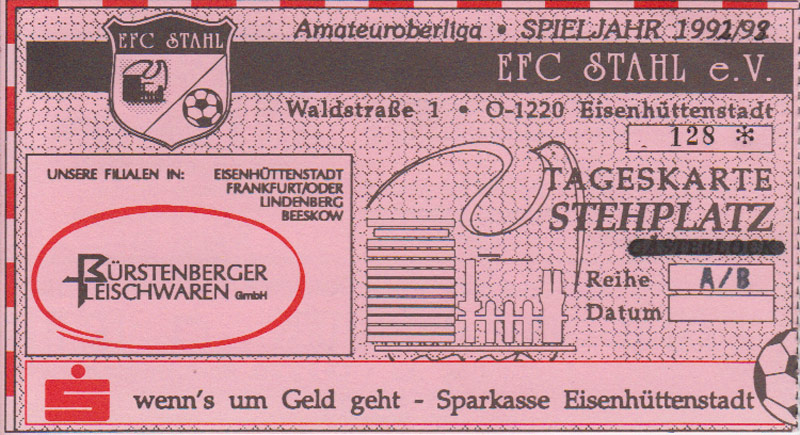 EFC STAHL
Amateuroberliga • SPIELJAHR 1992/93
EFC STAHL e.V.
Waldstraße 1 • O-1220 Eisenhüttenstadt
128 *
UNSERE FILIALEN IN: EISENHÜTTENSTADT
FRANKFURT/ODER
LINDENBERG
BEESKOW
FÜRSTENBERGER
FLEISCHWAREN GmbH
TAGESKARTE
STEHPLATZ
GÄSTEBLOCK
Reihe A/B
Datum
wenn's um Geld geht - Sparkasse Eisenhüttenstadt